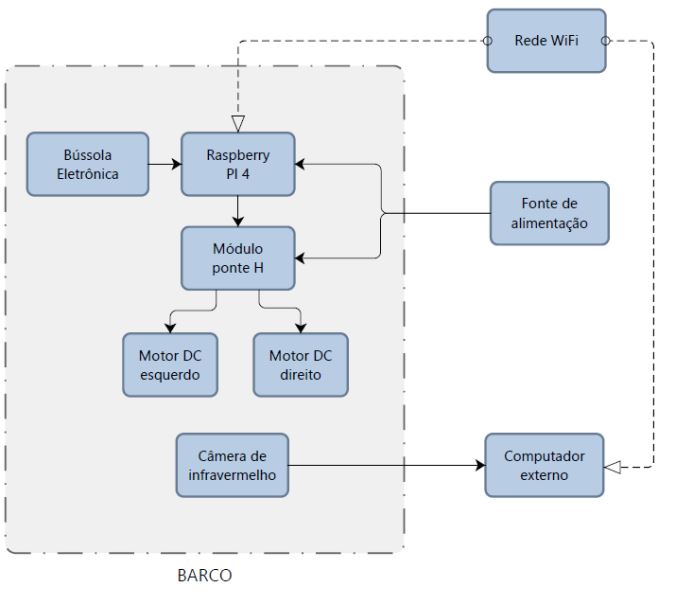 Rede WiFi
Bússola
Eletrônica
Raspberry
PI 4
Fonte de
alimentação
Módulo
ponte H
Motor DC
esquerdo
Motor DC
direito
Câmera de
infravermelho
Computador
externo
BARCO